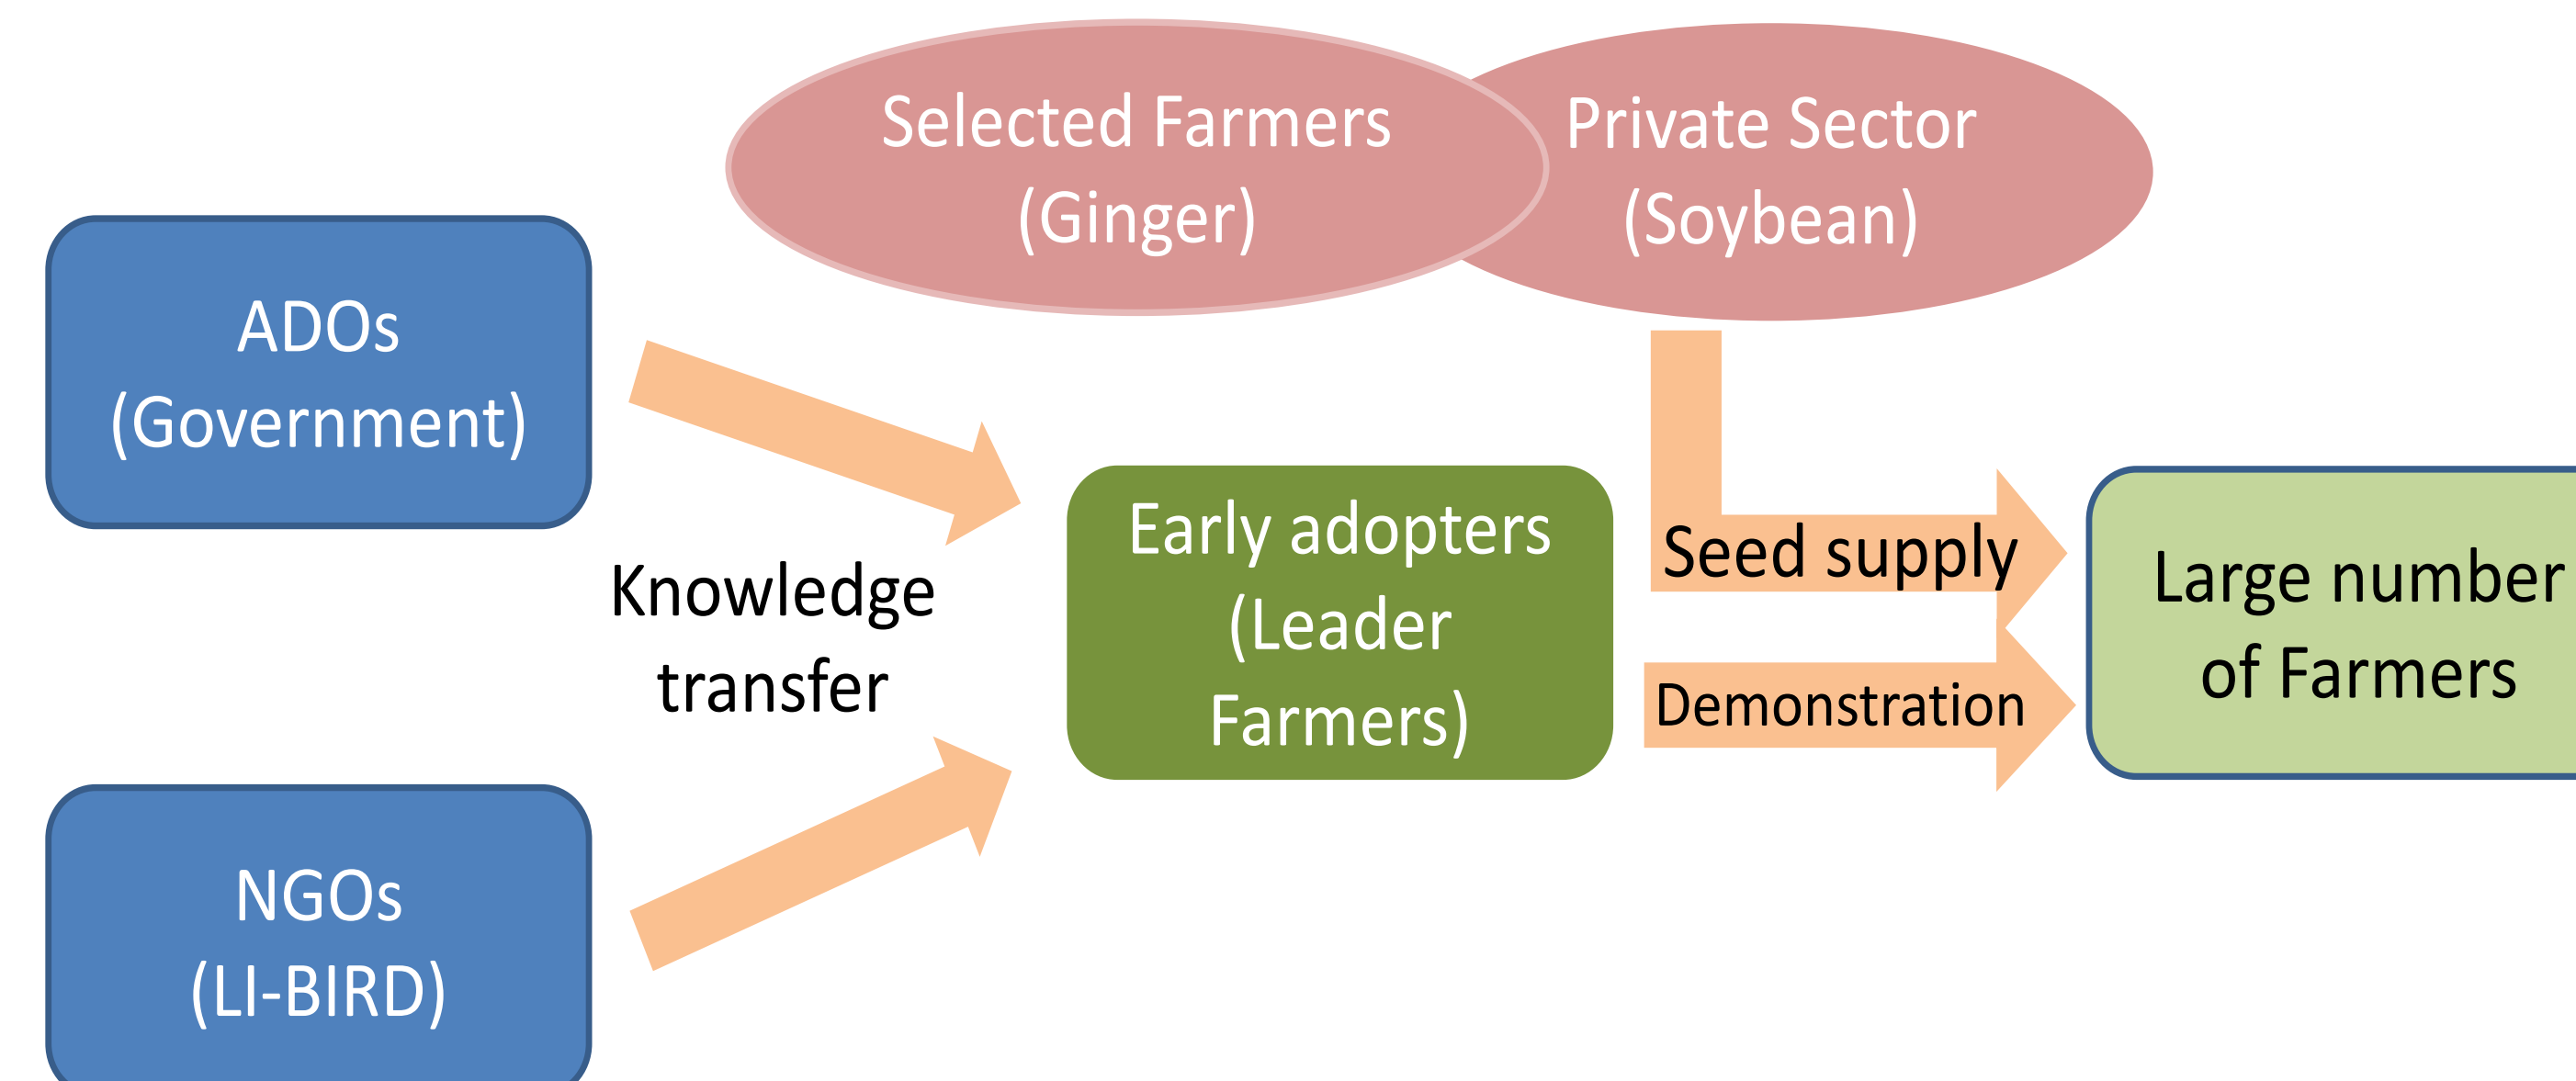 Selected Farmers
(Ginger)
Private Sector
(Soybean)
ADOs
(Government)
Knowledge
transfer
NGOs
(LI-BIRD)
Early adopters
(Leader
Farmers)
Seed supply
Demonstration
Large number
of Farmers